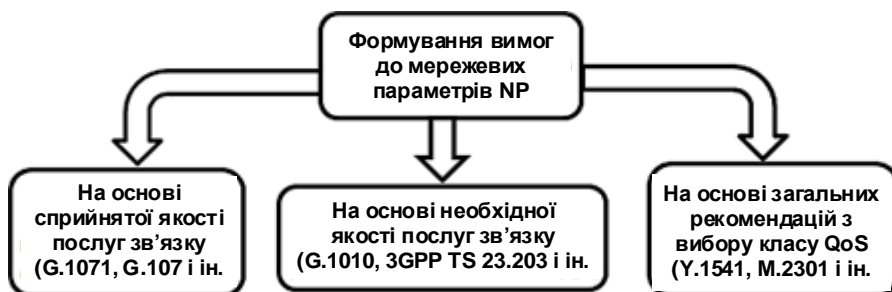 Формування вимог
до мережевих
параметрів NP
На основі
сприйнятої якості
послуг зв’язку
(G.1071, G.107 і ін.
На основі необхідної
якості послуг зв’язку
(G.1010, 3GPP TS 23.203 і ін.
На основі загальних
рекомендацій з
вибору класу QoS
(Y.1541, M.2301 і ін.